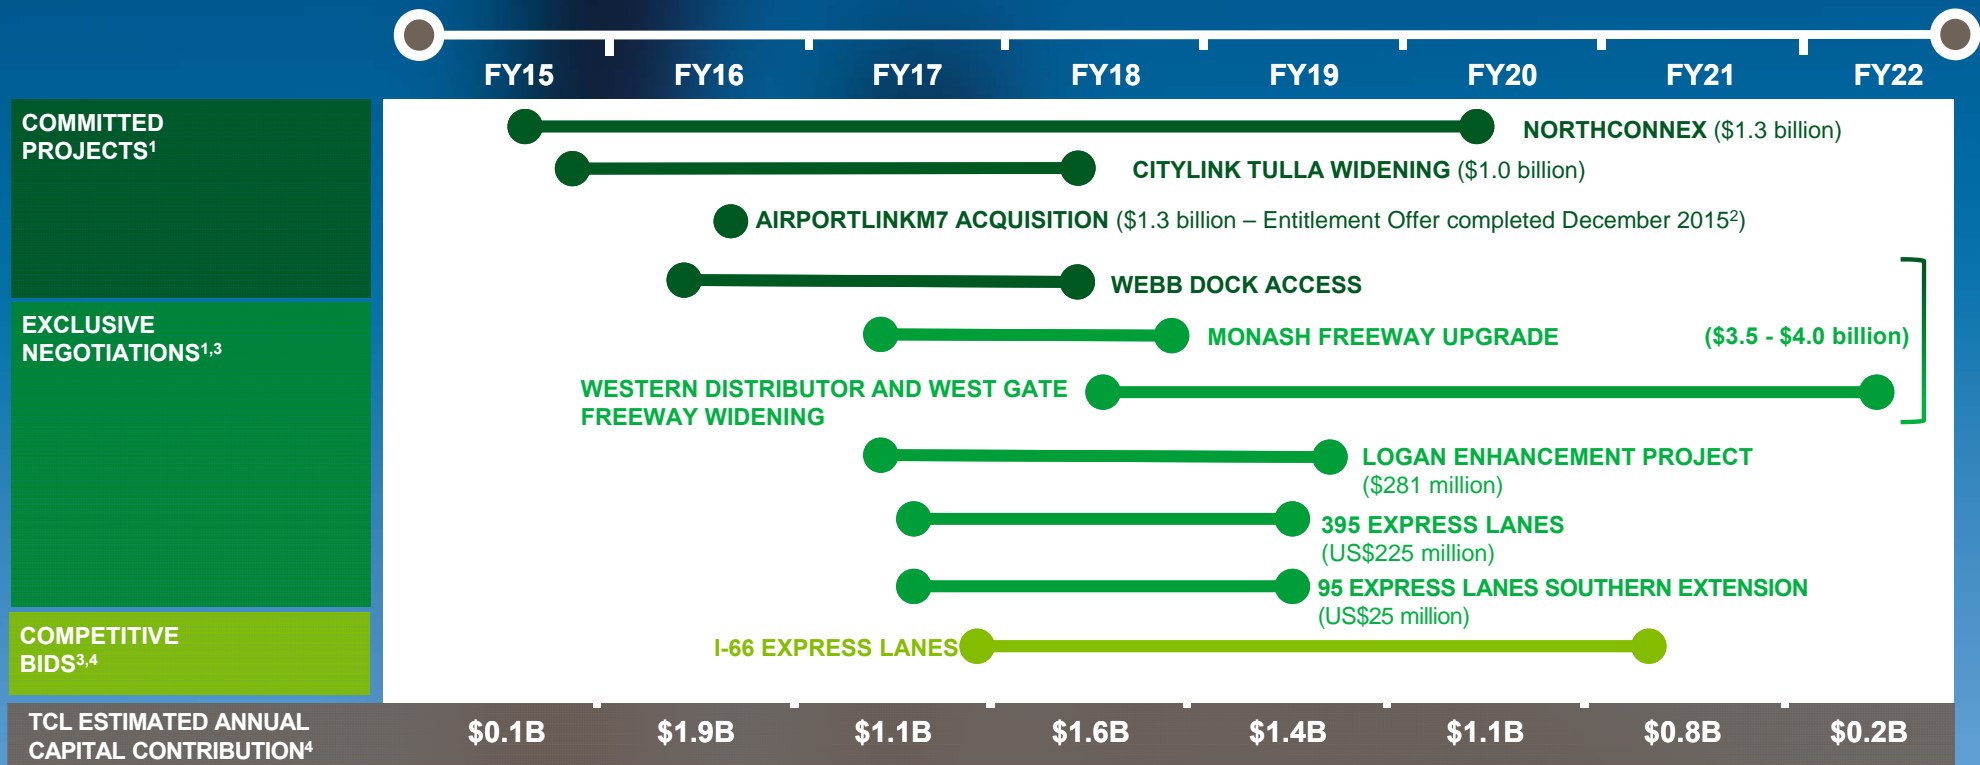 FY15 FY16 FY17 FY18 FY19 FY20 FY21 FY22
COMMITTED
PROJECTS¹
NORTHCONNEX ($1.3 billion)
CITYLINK TULLA WIDENING ($1.0 billion)
AIRPORTLINKM7 ACQUISITION ($1.3 billion – Entitlement Offer completed December 2015²)
WEBB DOCK ACCESS
EXCLUSIVE
NEGOTIATIONS¹,³
MONASH FREEWAY UPGRADE ($3.5 - $4.0 billion)
WESTERN DISTRIBUTOR AND WEST GATE
FREEWAY WIDENING
LOGAN ENHANCEMENT PROJECT
($281 million)
395 EXPRESS LANES
(US$225 million)
95 EXPRESS LANES SOUTHERN EXTENSION
(US$25 million)
COMPETITIVE
BIDS³,⁴
I-66 EXPRESS LANES
TCL ESTIMATED ANNUAL
CAPITAL CONTRIBUTION⁴
$0.1B $1.9B $1.1B $1.6B $1.4B $1.1B $0.8B $0.2B